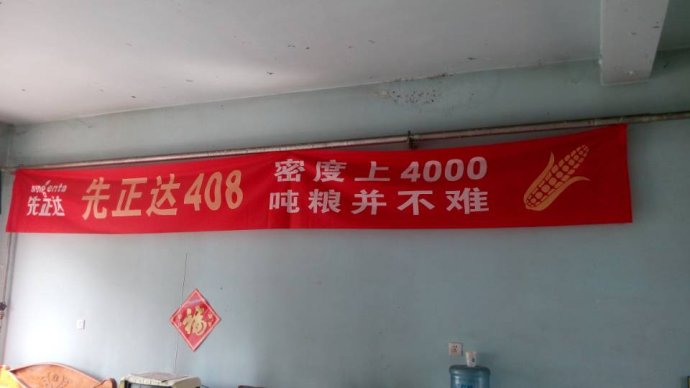 syngenta
先正达
先正达408
密度上4000
吨粮并不难
福